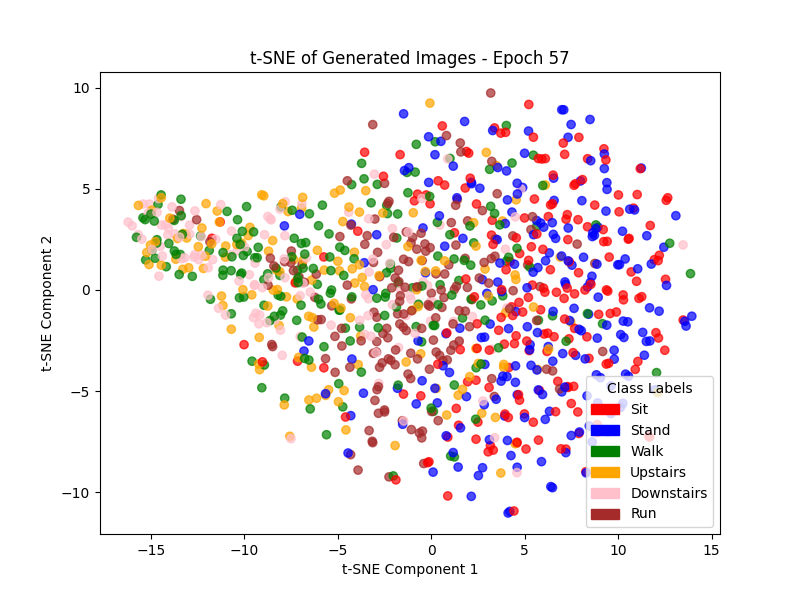 t-SNE of Generated Images - Epoch 57
t-SNE Component 2
10
5
0
−5
−10
Class Labels
Sit
Stand
Walk
Upstairs
Downstairs
Run
−15
−10
−5
0
5
10
15
t-SNE Component 1